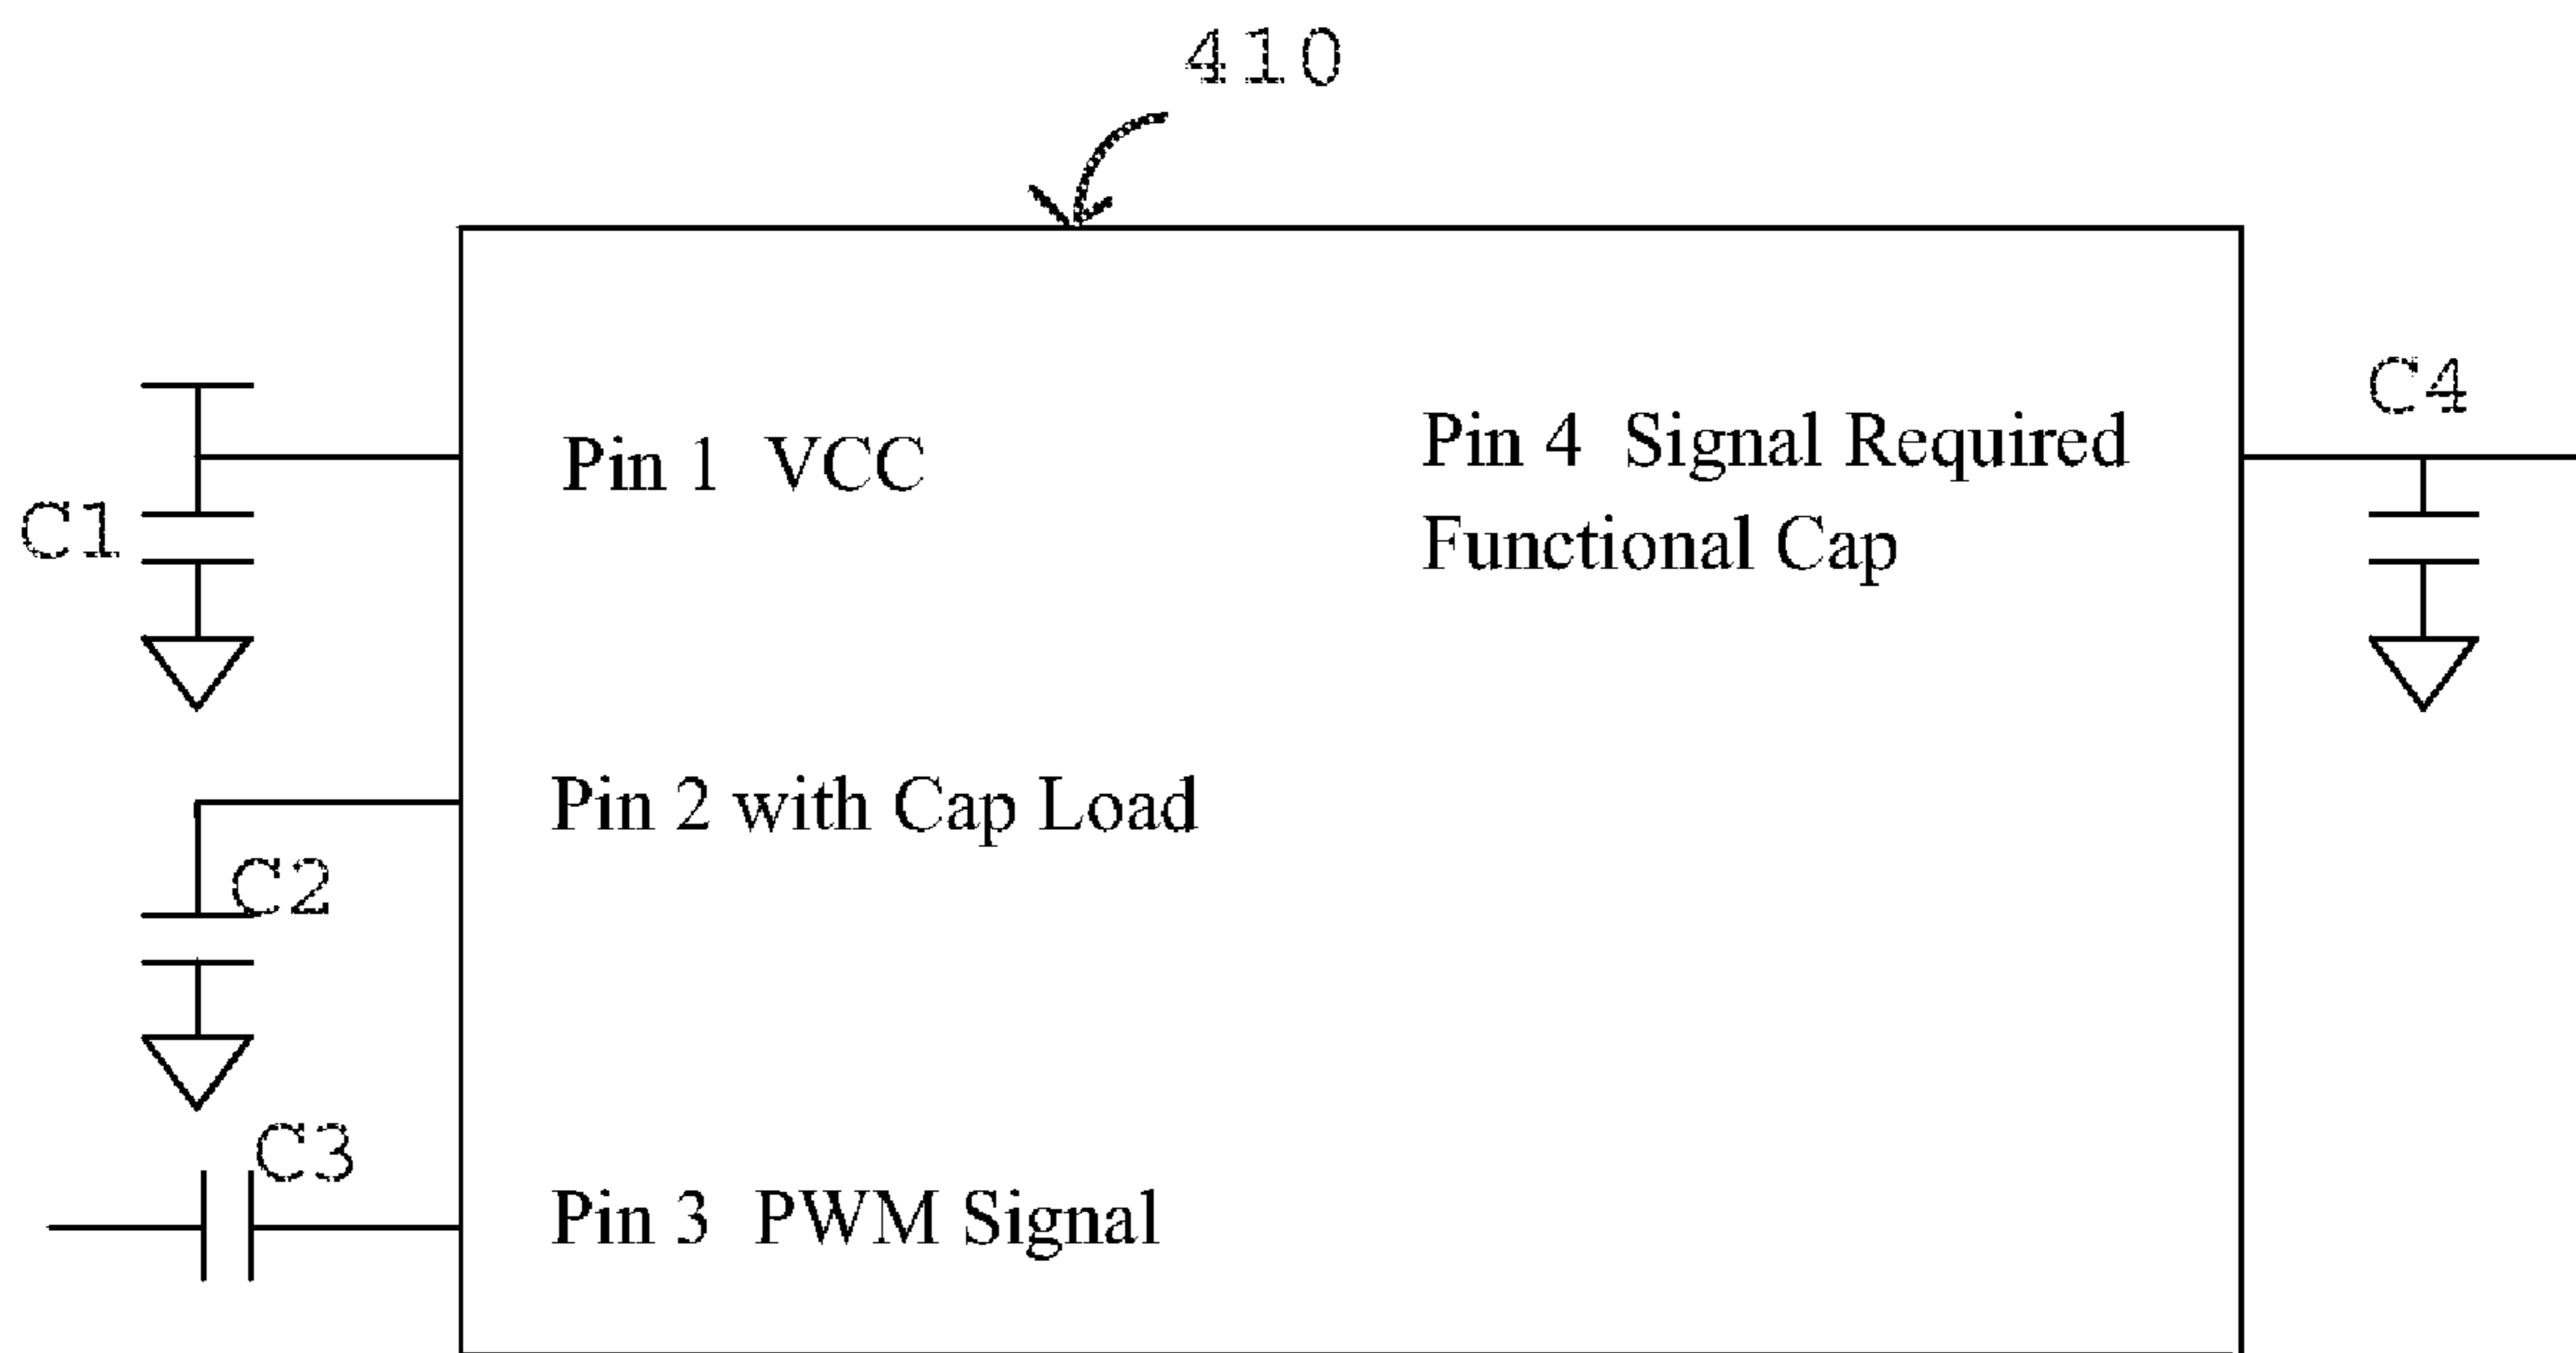 410
C1
Pin 1 VCC
Pin 4 Signal Required
Functional Cap
C4
Pin 2 with Cap Load
C2
C3
Pin 3 PWM Signal